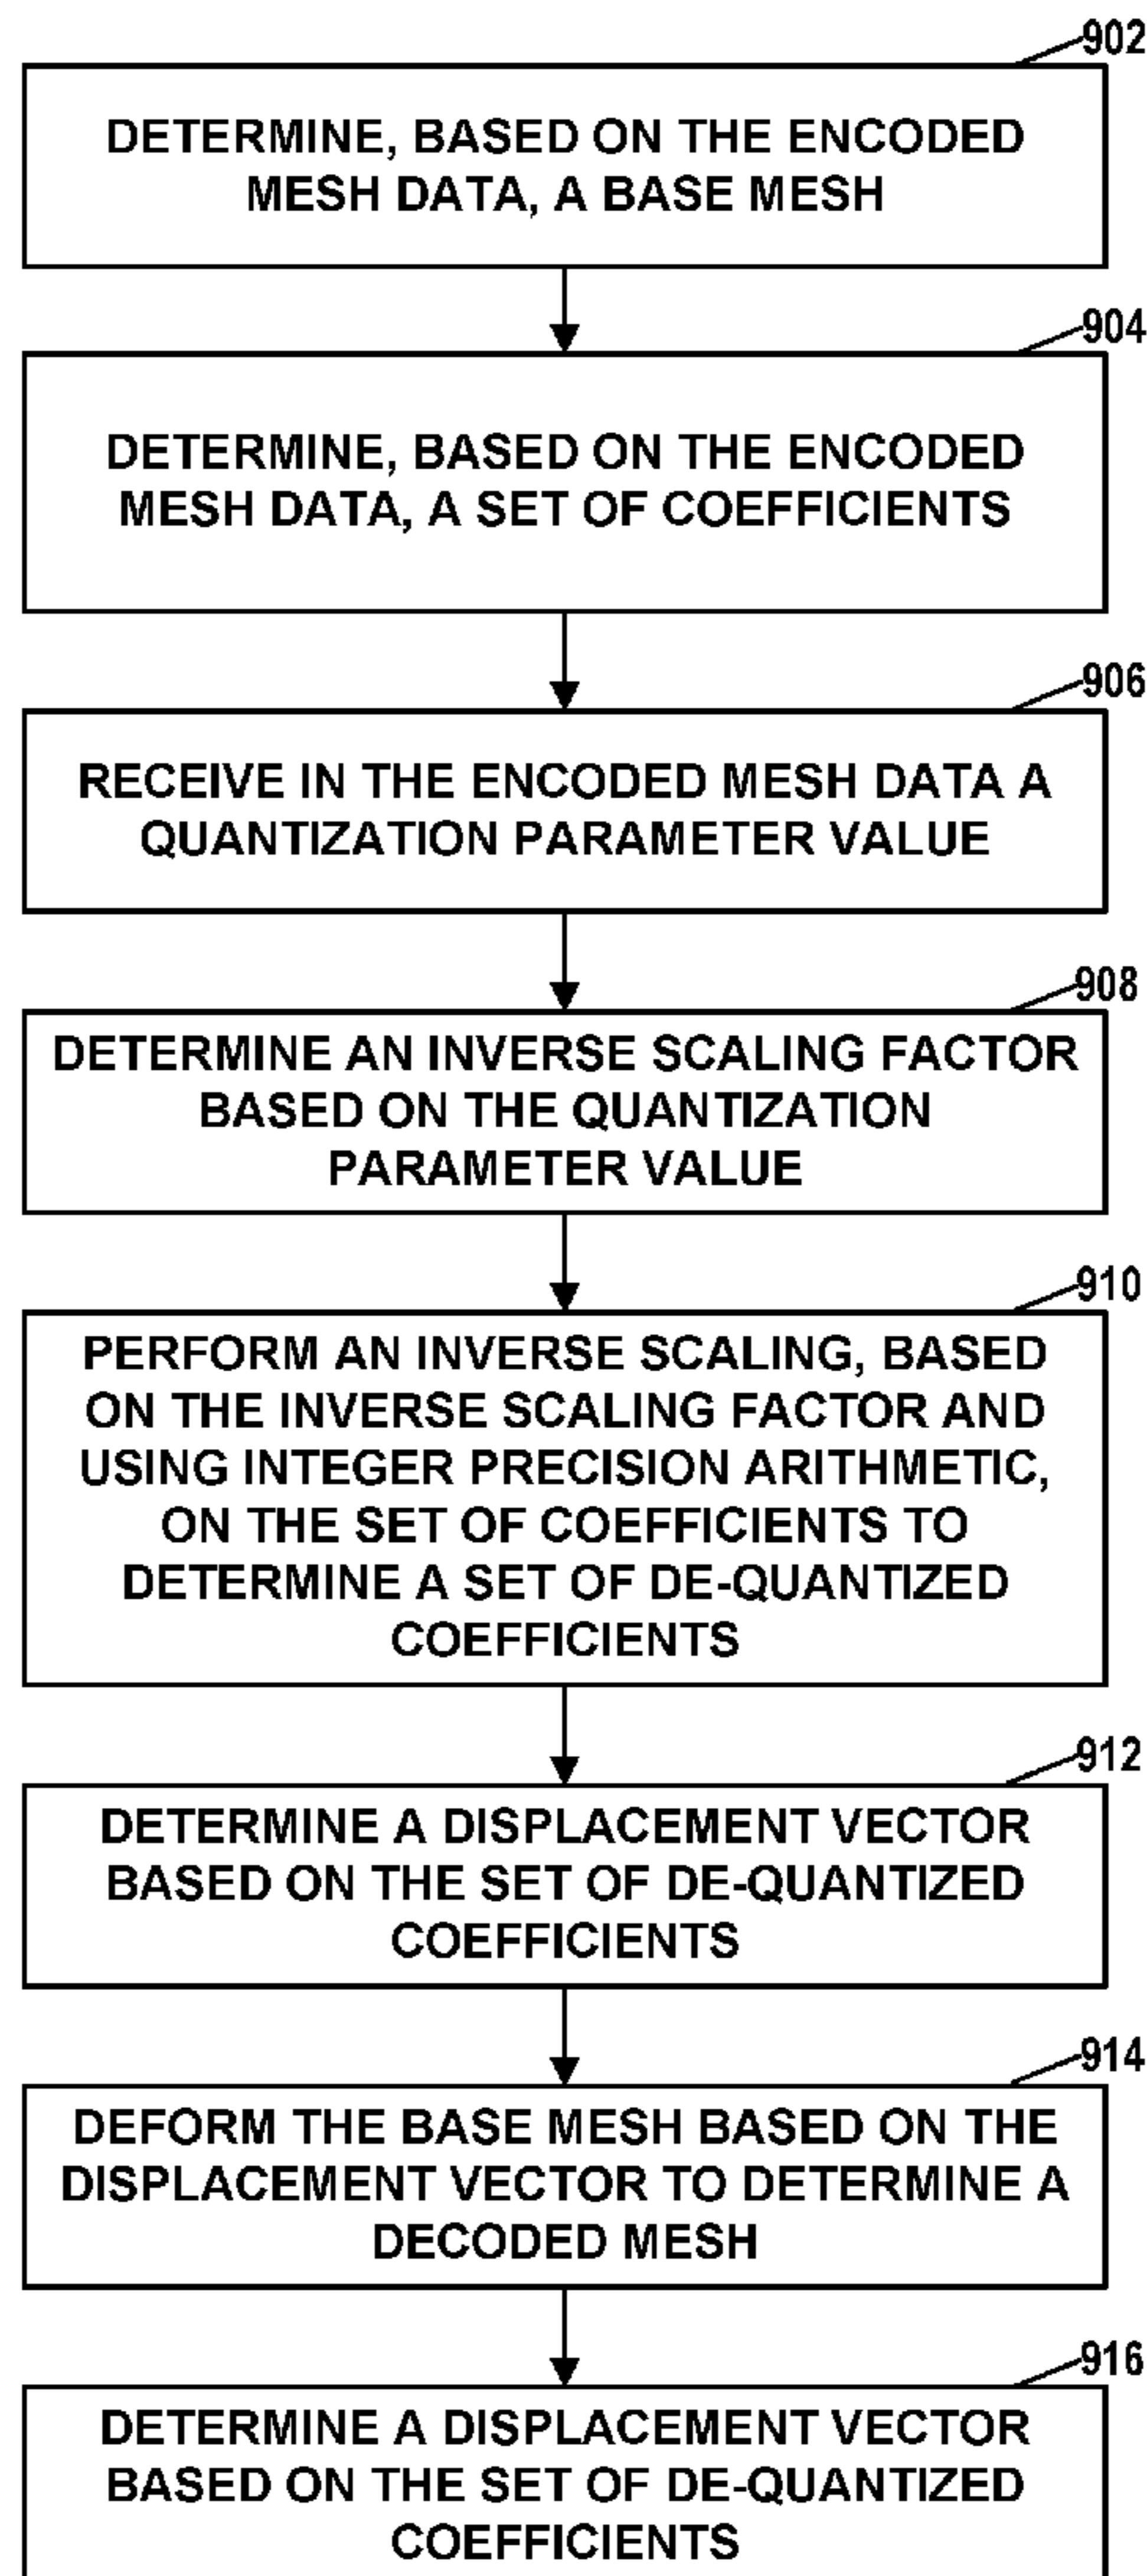 902
DETERMINE, BASED ON THE ENCODED
MESH DATA, A BASE MESH
904
DETERMINE, BASED ON THE ENCODED
MESH DATA, A SET OF COEFFICIENTS
906
RECEIVE IN THE ENCODED MESH DATA A
QUANTIZATION PARAMETER VALUE
908
DETERMINE AN INVERSE SCALING FACTOR
BASED ON THE QUANTIZATION
PARAMETER VALUE
910
PERFORM AN INVERSE SCALING, BASED
ON THE INVERSE SCALING FACTOR AND
USING INTEGER PRECISION ARITHMETIC,
ON THE SET OF COEFFICIENTS TO
DETERMINE A SET OF DE-QUANTIZED
COEFFICIENTS
912
DETERMINE A DISPLACEMENT VECTOR
BASED ON THE SET OF DE-QUANTIZED
COEFFICIENTS
914
DEFORM THE BASE MESH BASED ON THE
DISPLACEMENT VECTOR TO DETERMINE A
DECODED MESH
916
DETERMINE A DISPLACEMENT VECTOR
BASED ON THE SET OF DE-QUANTIZED
COEFFICIENTS